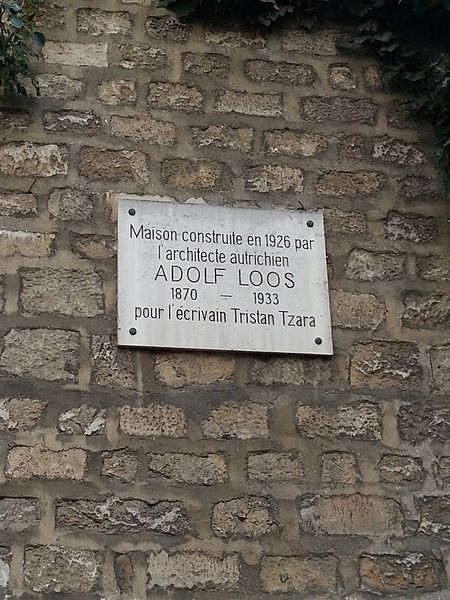 Maison construite en 1926 par
l'architecte autrichien
ADOLF LOOS
1870 — 1933
pour l'écrivain Tristan Tzara